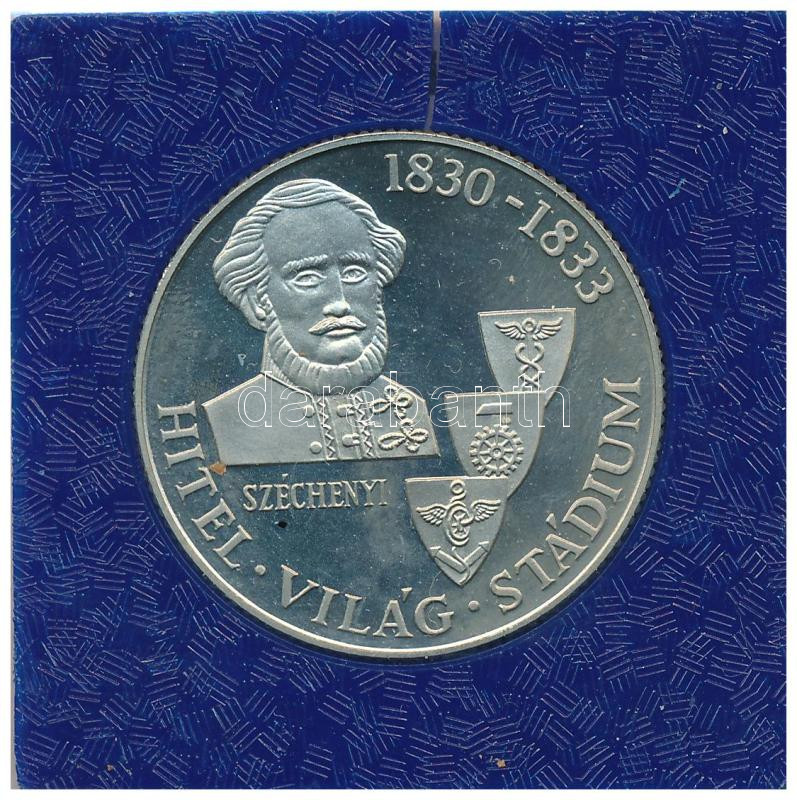 1830-1833
SZÉCHENYI
HITEL · VILÁG · STÁDIUM
darabanth